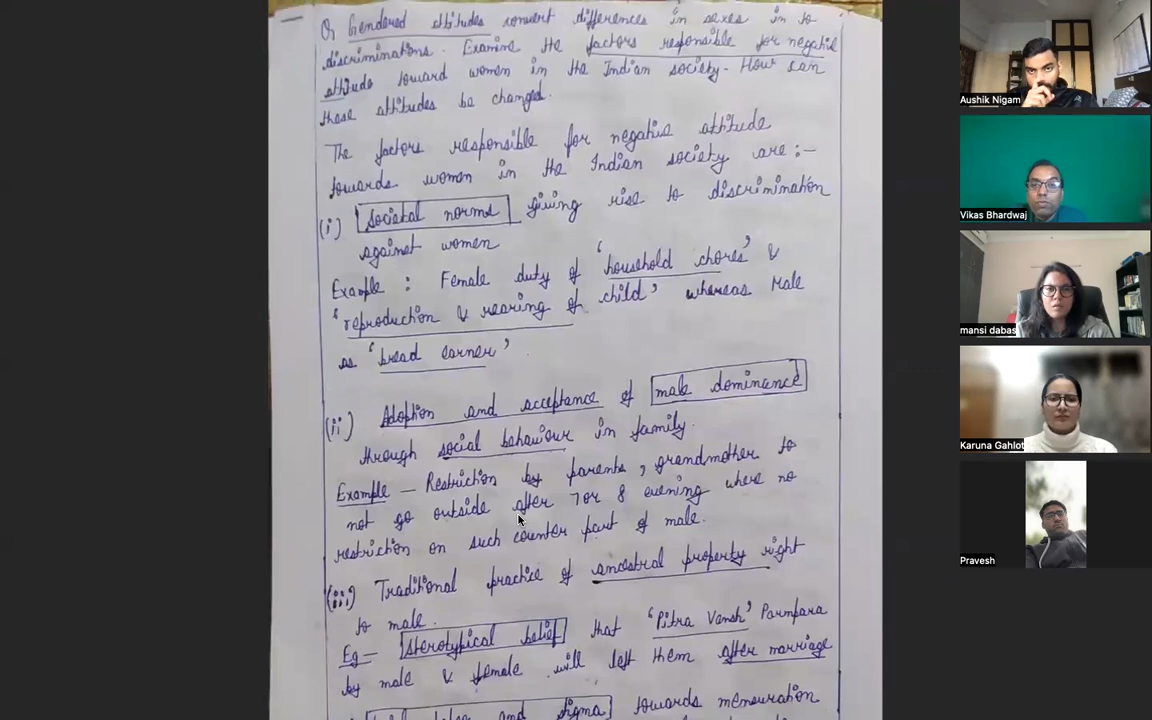 Q, Gendered attitudes convert differences in sexes in to
discriminations. Examine the factors responsible for negative
attitude toward women in the Indian society. How can
these attitudes be changed.
The factors responsible for negative attitude
towards women in the Indian society are :-
(i) Societal norms giving rise to discrimination
against women
Example : Female duty of 'household chores' &
'reproduction & rearing of child' whereas Male
as 'bread earner'
(ii) Adoption and acceptance of male dominance
through social behaviour in family.
Example - Restriction by parents, grandmother to
not go outside after 7 or 8 evening where no
restriction on such counter part of male.
(iii) Traditional practice of ancestral property right
to male.
Eg - sterotypical belief that 'Pitra Vansh' Parmpara
by male & female will left them after marriage
and stigma towards mensuration
Aushik Nigam
Vikas Bhardwaj
mansi dabas
Karuna Gahlot
Pravesh